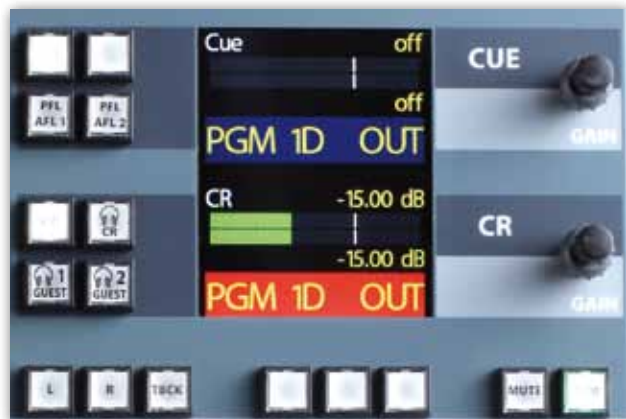 PFL AFL 1
PFL AFL 2
Cue off
off
PGM 1D OUT
CUE
GAIN
CR
1 GUEST
2 GUEST
CR -15.00 dB
-15.00 dB
PGM 1D OUT
CR
GAIN
L
R
TBCK
MUTE